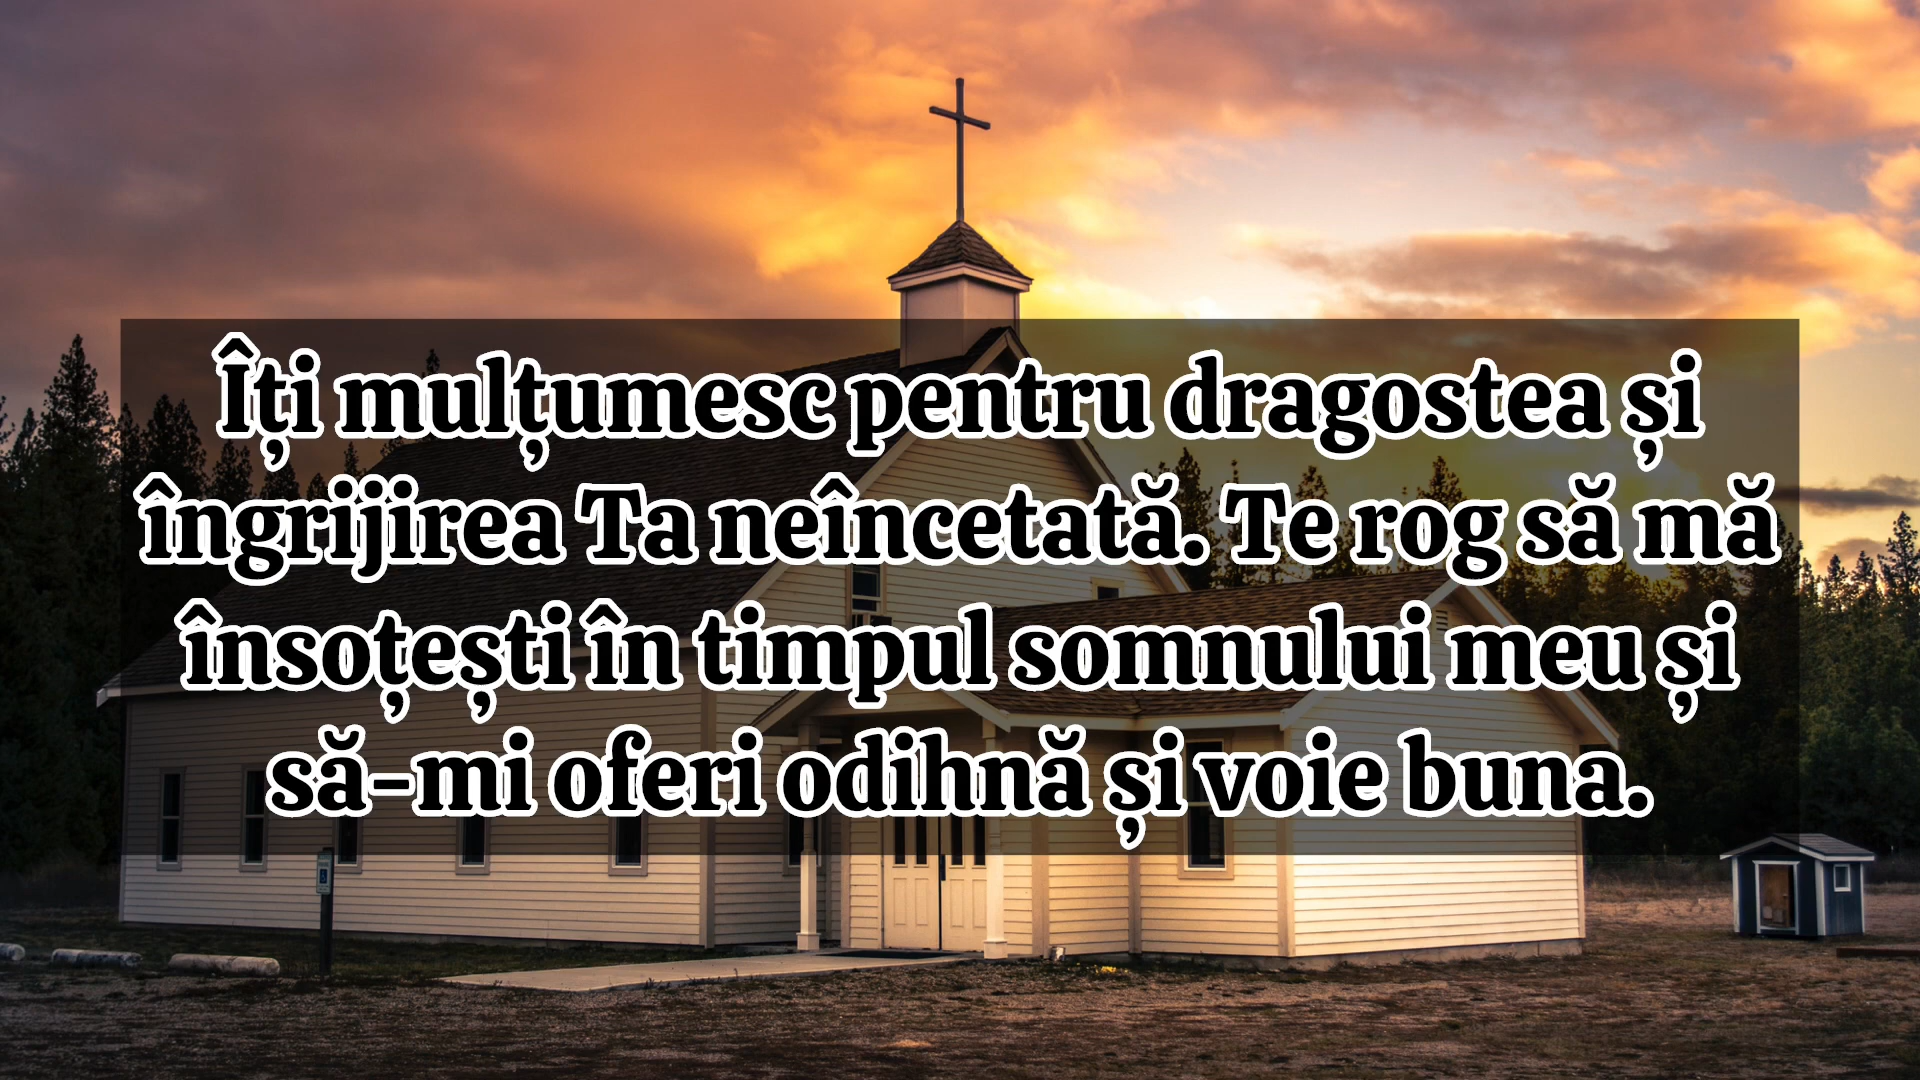 Îți mulțumesc pentru dragostea și
îngrijirea Ta neîncetată. Te rog să mă
însoțești în timpul somnului meu și
să-mi oferi odihnă și voie buna.